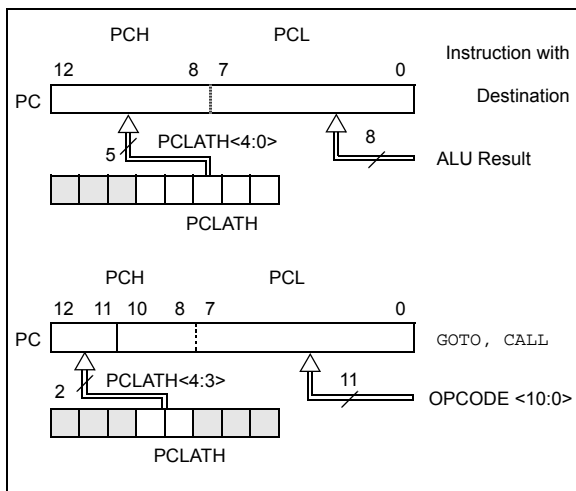 PCH PCL
12 8 7 0 Instruction with
PC Destination
5 PCLATH<4:0> 8 ALU Result
PCLATH
PCH PCL
12 11 10 8 7 0
PC GOTO, CALL
2 PCLATH<4:3> 11 OPCODE <10:0>
PCLATH